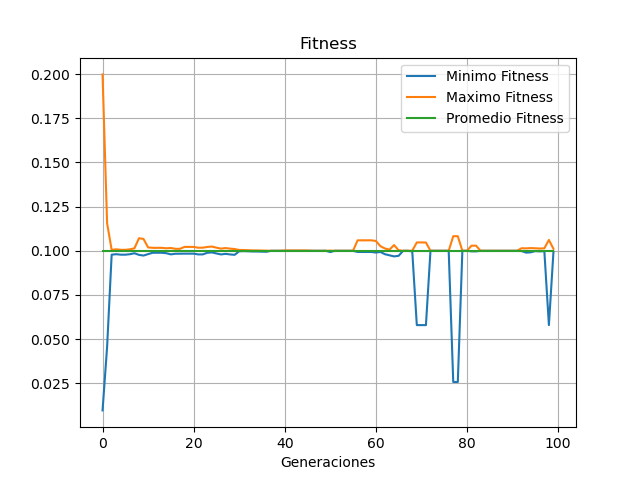 Fitness
Minimo Fitness
Maximo Fitness
Promedio Fitness
0.200
0.175
0.150
0.125
0.100
0.075
0.050
0.025
0 20 40 60 80 100
Generaciones